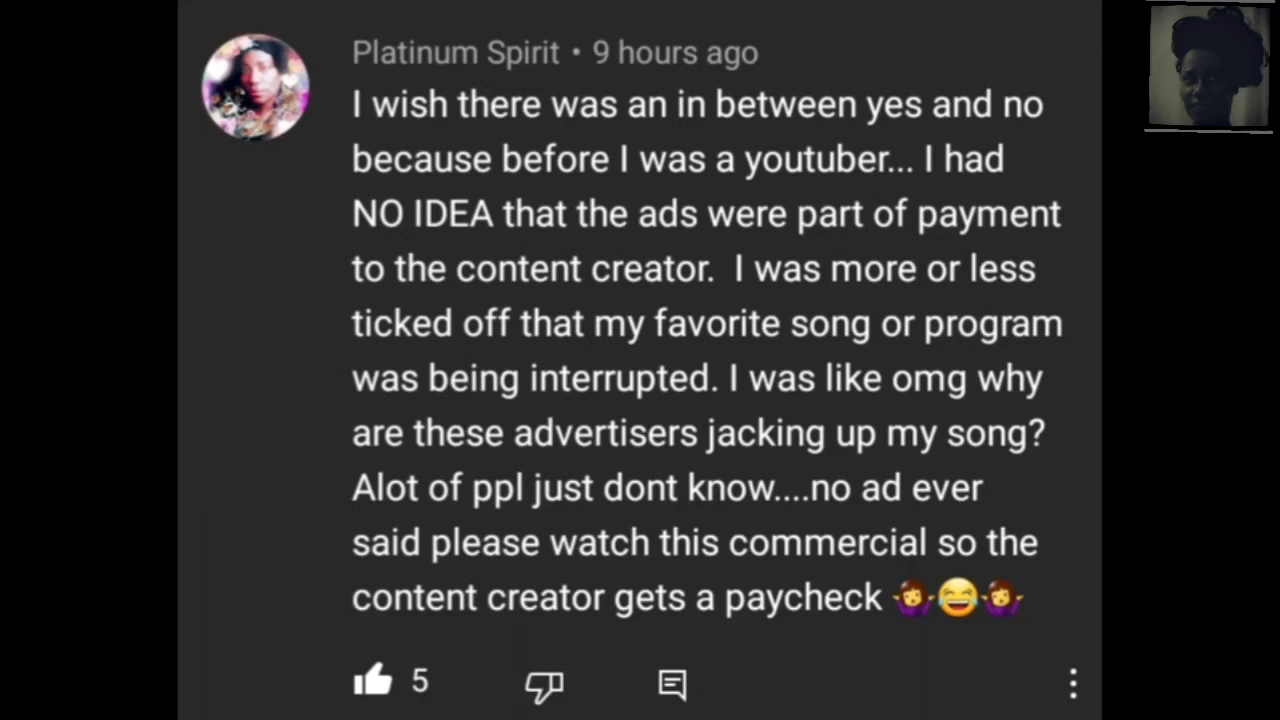 Platinum Spirit • 9 hours ago
I wish there was an in between yes and no
because before I was a youtuber... I had
NO IDEA that the ads were part of payment
to the content creator.  I was more or less
ticked off that my favorite song or program
was being interrupted. I was like omg why
are these advertisers jacking up my song?
Alot of ppl just dont know....no ad ever
said please watch this commercial so the
content creator gets a paycheck 🤷‍♀️😂🤷‍♀️
5